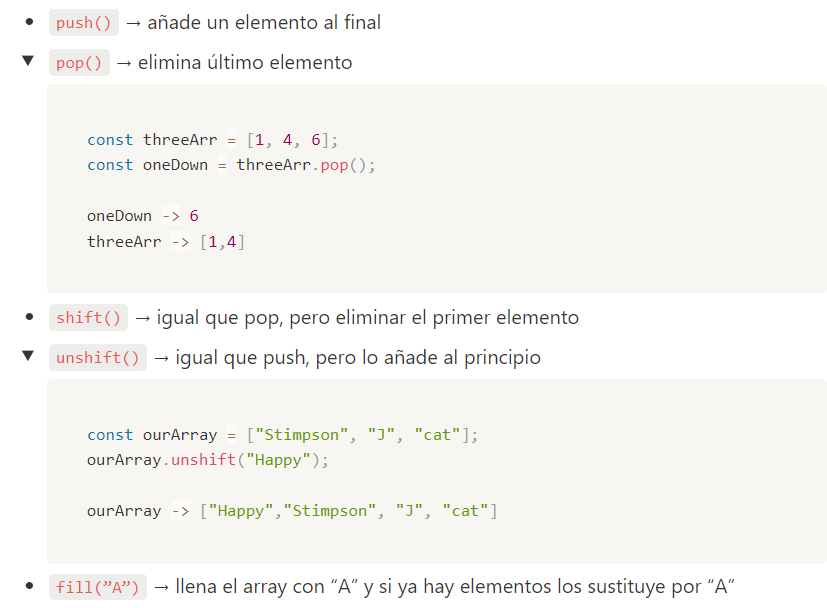 push() → añade un elemento al final
pop() → elimina último elemento
const threeArr = [1, 4, 6];
const oneDown = threeArr.pop();
oneDown -> 6
threeArr -> [1,4]
shift() → igual que pop, pero eliminar el primer elemento
unshift() → igual que push, pero lo añade al principio
const ourArray = ["Stimpson", "J", "cat"];
ourArray.unshift("Happy");
ourArray -> ["Happy","Stimpson", "J", "cat"]
fill(”A”) → llena el array con “A” y si ya hay elementos los sustituye por “A”